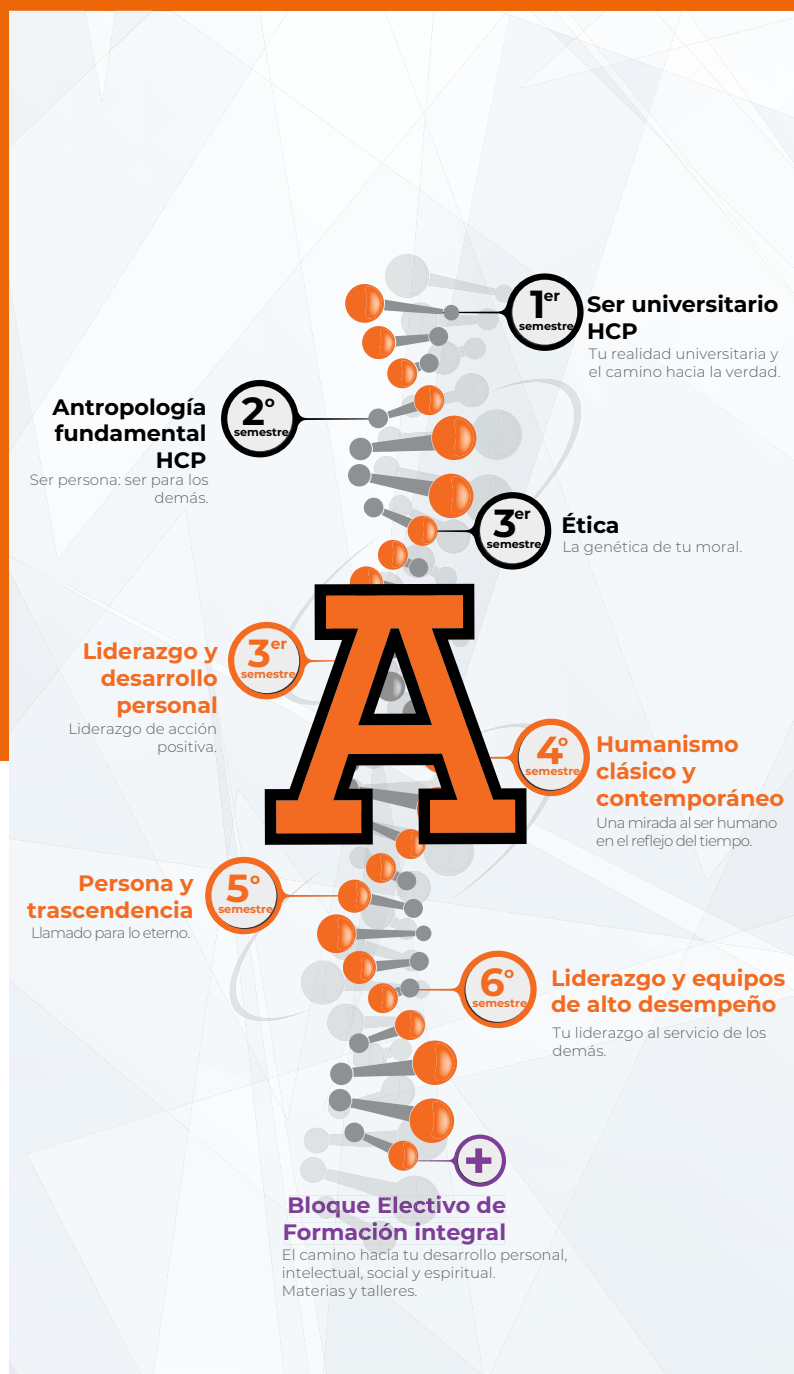 1er
semestre
Ser universitario
HCP
Tu realidad universitaria y
el camino hacia la verdad.
2º
semestre
Antropología
fundamental
HCP
Ser persona: ser para los
demás.
3er
semestre
Ética
La genética de tu moral.
A
3er
semestre
Liderazgo y
desarrollo
personal
Liderazgo de acción
positiva.
4º
semestre
Humanismo
clásico y
contemporáneo
Una mirada al ser humano
en el reflejo del tiempo.
5º
semestre
Persona y
trascendencia
Llamado para lo eterno.
6º
semestre
Liderazgo y equipos
de alto desempeño
Tu liderazgo al servicio de los
demás.
+
Bloque Electivo de
Formación integral
El camino hacia tu desarrollo personal,
intelectual, social y espiritual.
Materias y talleres.